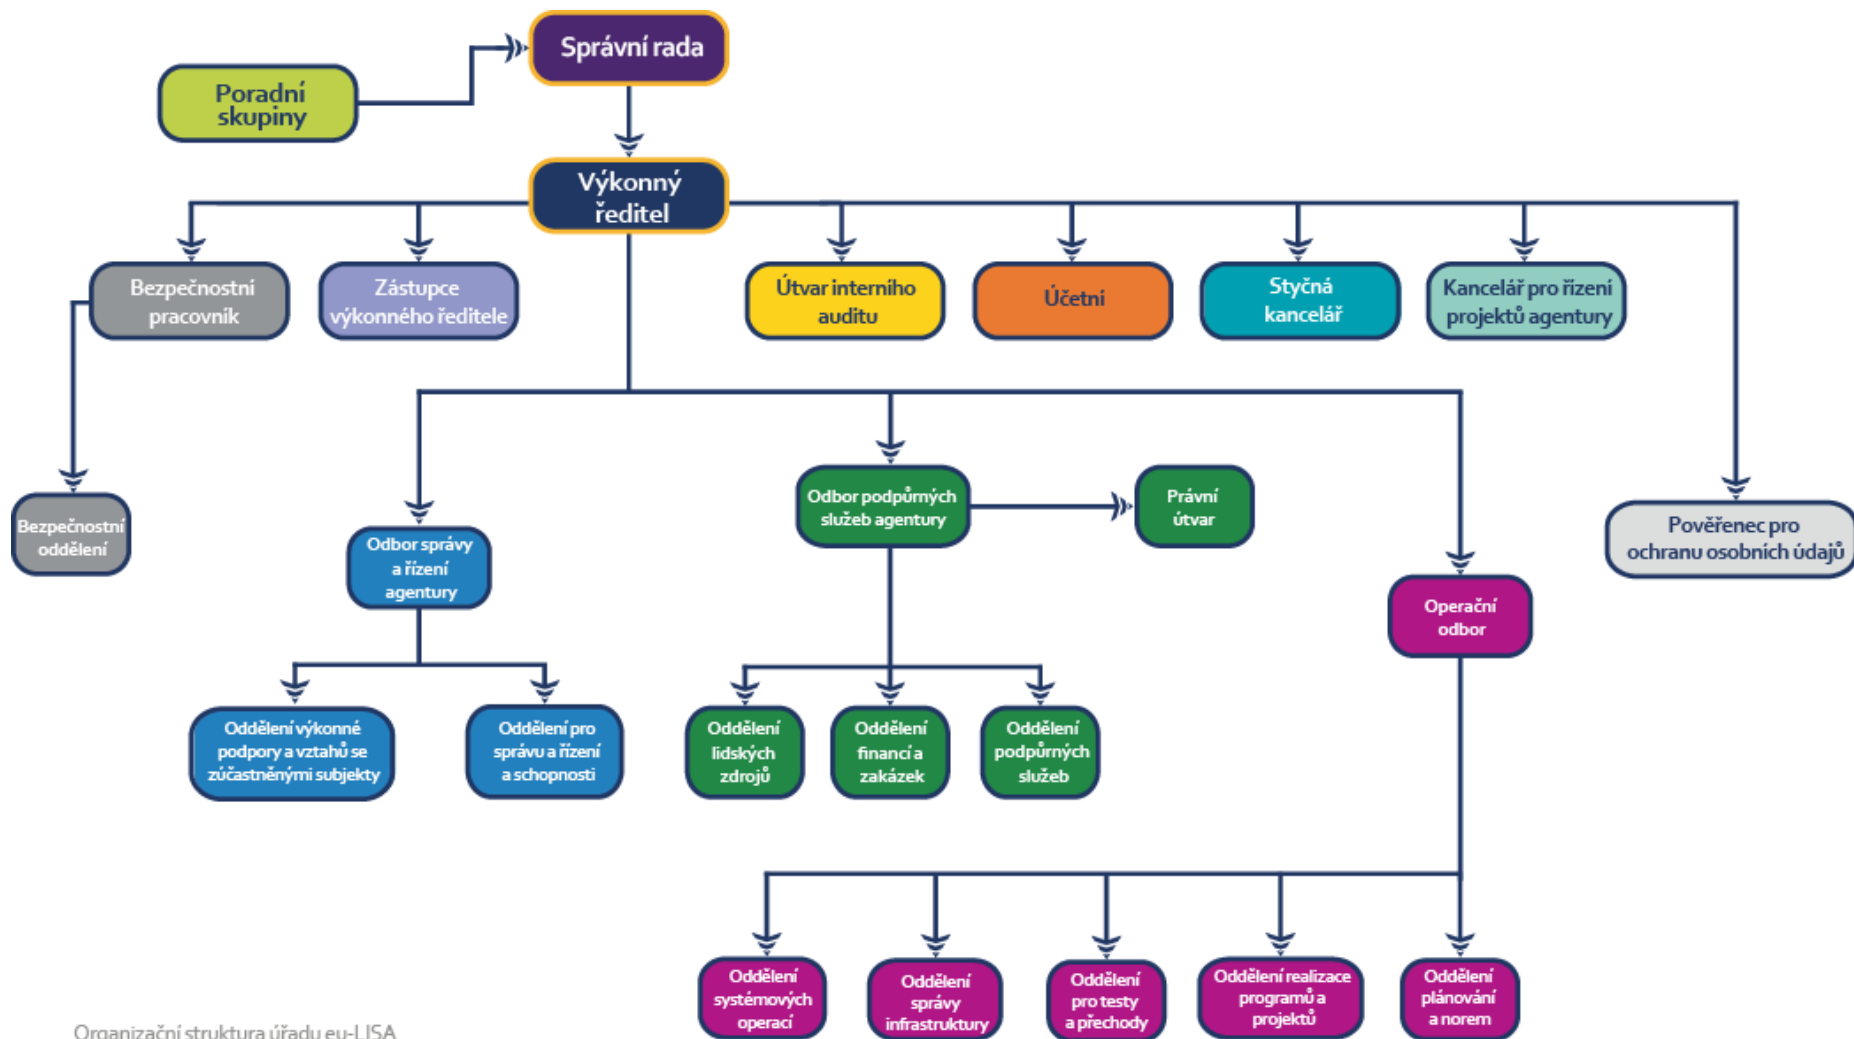 Správní rada
Poradní
skupiny
Výkonný
ředitel
Bezpečnostní
pracovník
Zástupce
výkonného ředitele
Útvar interního
auditu
Účetní
Styčná
kancelář
Kancelář pro řízení
projektů agentury
Bezpečnostní
oddělení
Odbor správy
a řízení
agentury
Odbor podpůrných
služeb agentury
Právní
útvar
Operační
odbor
Pověřenec pro
ochranu osobních údajů
Oddělení výkonné
podpory a vztahů se
zúčastněnými subjekty
Oddělení pro
správu a řízení
a schopnosti
Oddělení
lidských
zdrojů
Oddělení
financí a
zakázek
Oddělení
podpůrných
služeb
Oddělení
systémových
operací
Oddělení
správy
infrastruktury
Oddělení
pro testy
a přechody
Oddělení realizace
programů a
projektů
Oddělení
plánování
a norem
Organizační struktura úřadu eu-LISA